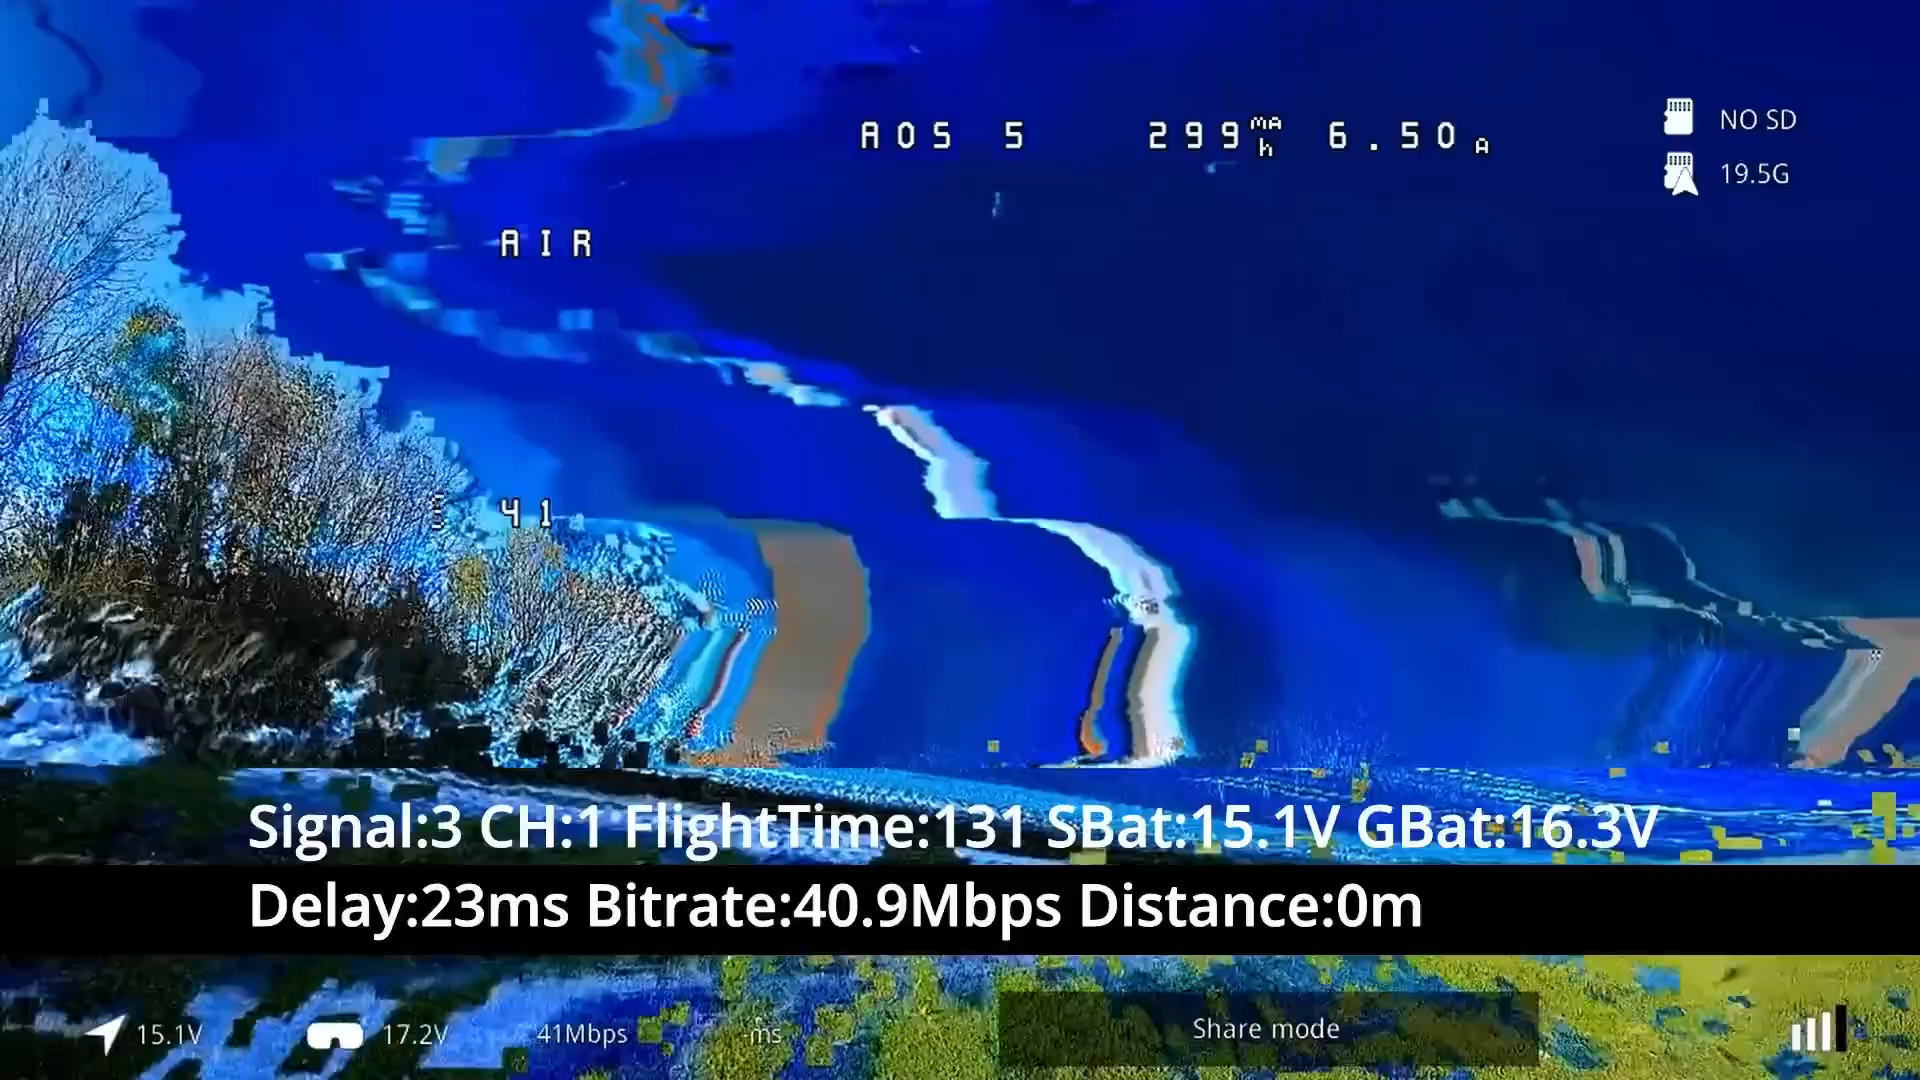 AOS 5 299mAh 6.50A
NO SD
19.5G
AIR
41
Signal:3 CH:1 FlightTime:131 SBat:15.1V GBat:16.3V
Delay:23ms Bitrate:40.9Mbps Distance:0m
15.1V 17.2V 41Mbps -ms Share mode